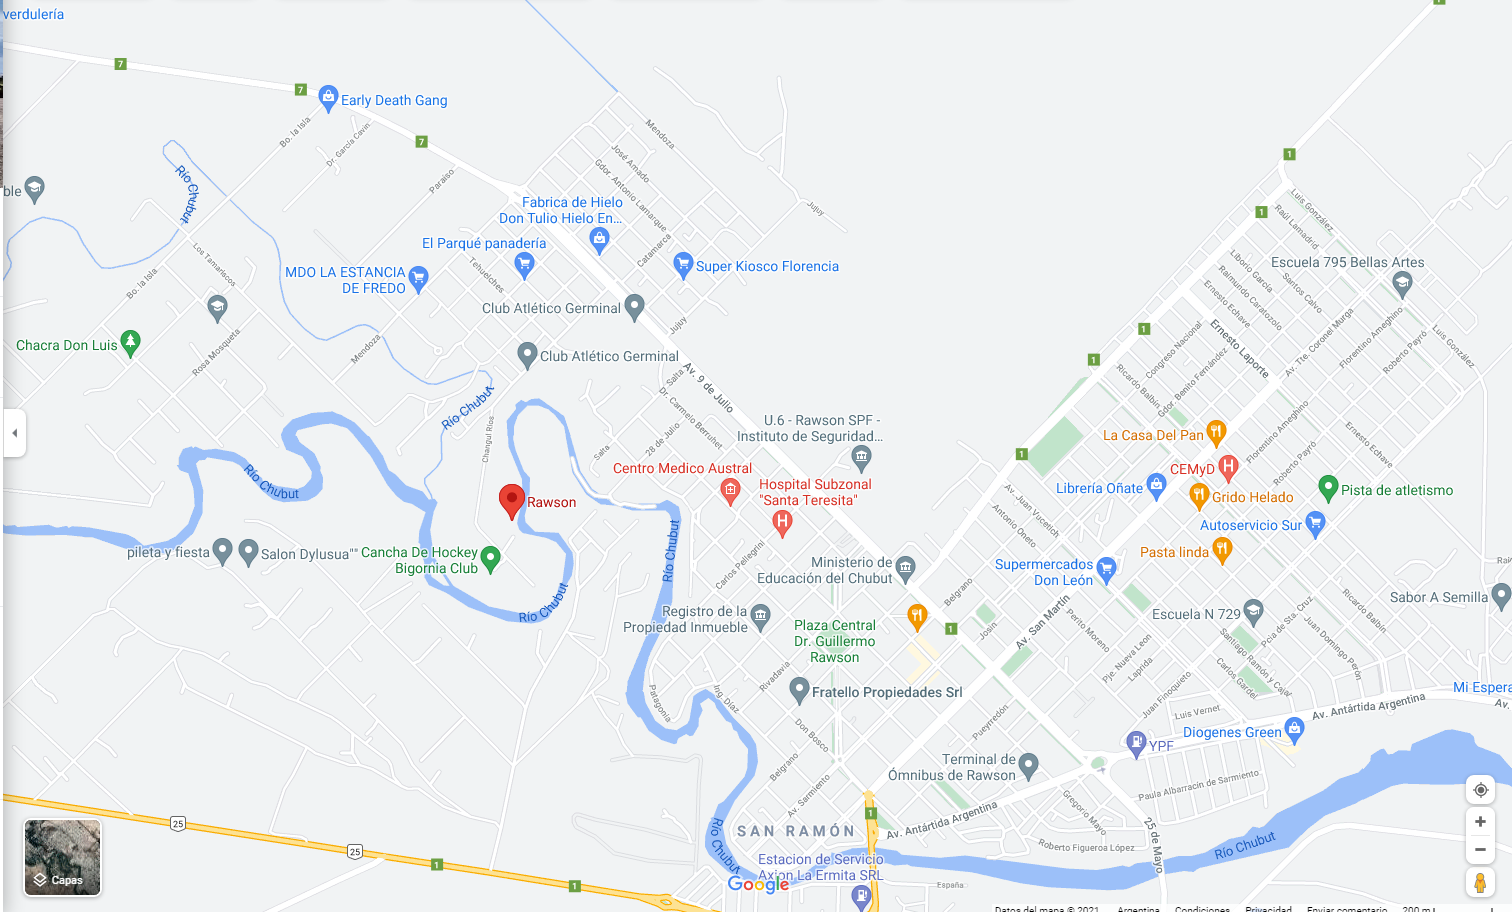 verdulería
7
7
Early Death Gang
7
Bo. la Isla
Dr. García Cavin
Mendoza
José Amado
Gdor. Antonio Lamarque
Paraíso
Río Chubut
ble
Jujuy
Catamarca
Fabrica de Hielo
Don Tulio Hielo En...
El Parqué panadería
Tehuelches
MDO LA ESTANCIA
DE FREDO
Super Kiosco Florencia
Club Atlético Germinal
Jujuy
Los Tamariscos
Bo. la Isla
Chacra Don Luis
Rosa Mosqueta
Mendoza
Club Atlético Germinal
Salta
Av. 9 de Julio
Dr. Carmelo Berruhet
28 de Julio
Salta
Río Chubut
Changui Ríos
1
1
1
1
1
1
Luis González
Raúl Lamadrid
Liborio García
Raimundo Caratozolo
Ernesto Echave
Santos Calvo
Escuela 795 Bellas Artes
Ernesto Laporte
Congreso Nacional
Av. Tte. Coronel Murga
Florentino Ameghino
Roberto Payró
Luis González
Ricardo Balbín
Gdor. Benito Fernández
U.6 - Rawson SPF -
Instituto de Seguridad...
La Casa Del Pan
Florentino Ameghino
Roberto Payró
Ernesto Echave
Centro Medico Austral
Hospital Subzonal
"Santa Teresita"
CEMyD
Librería Oñate
Grido Helado
Pista de atletismo
Autoservicio Sur
Pasta linda
Río Chubut
Rawson
Av. Juan Vucetich
Antonio Oneto
pileta y fiesta
Salon Dylusua""
Cancha De Hockey
Bigornia Club
Río Chubut
Río Chubut
Carlos Pellegrini
Ministerio de
Educación del Chubut
Supermercados
Don León
Belgrano
Av. San Martín
Escuela N 729
Sabor A Semilla
Registro de la
Propiedad Inmueble
Plaza Central
Dr. Guillermo
Rawson
1
Josin
Perito Moreno
Pje. Nueva Leon
Laprida
Pcia de Sta. Cruz
Ricardo Balbín
Juan Domingo Perón
Santiago Ramón y Cajal
Carlos Gardel
Juan Finoqueto
Rivadavia
Patagonia
Ing. Díaz
Fratello Propiedades Srl
Luis Vernet
Av. Antártida Argentina
Mi Espera
Av.
Pueyrredón
Don Bosco
Diogenes Green
YPF
Terminal de
Ómnibus de Rawson
Belgrano
Av. Sarmiento
Paula Albarracin de Sarmiento
Av. Antártida Argentina
Gregorio Mayo
25 de Mayo
1
25
25
1
1
SAN RAMÓN
Roberto Figueroa López
Río Chubut
Río Chubut
Estacion de Servicio
Axion La Ermita SRL
España
Capas
Google
Datos del mapa © 2021 Argentina Condiciones Privacidad Enviar comentario 200 m